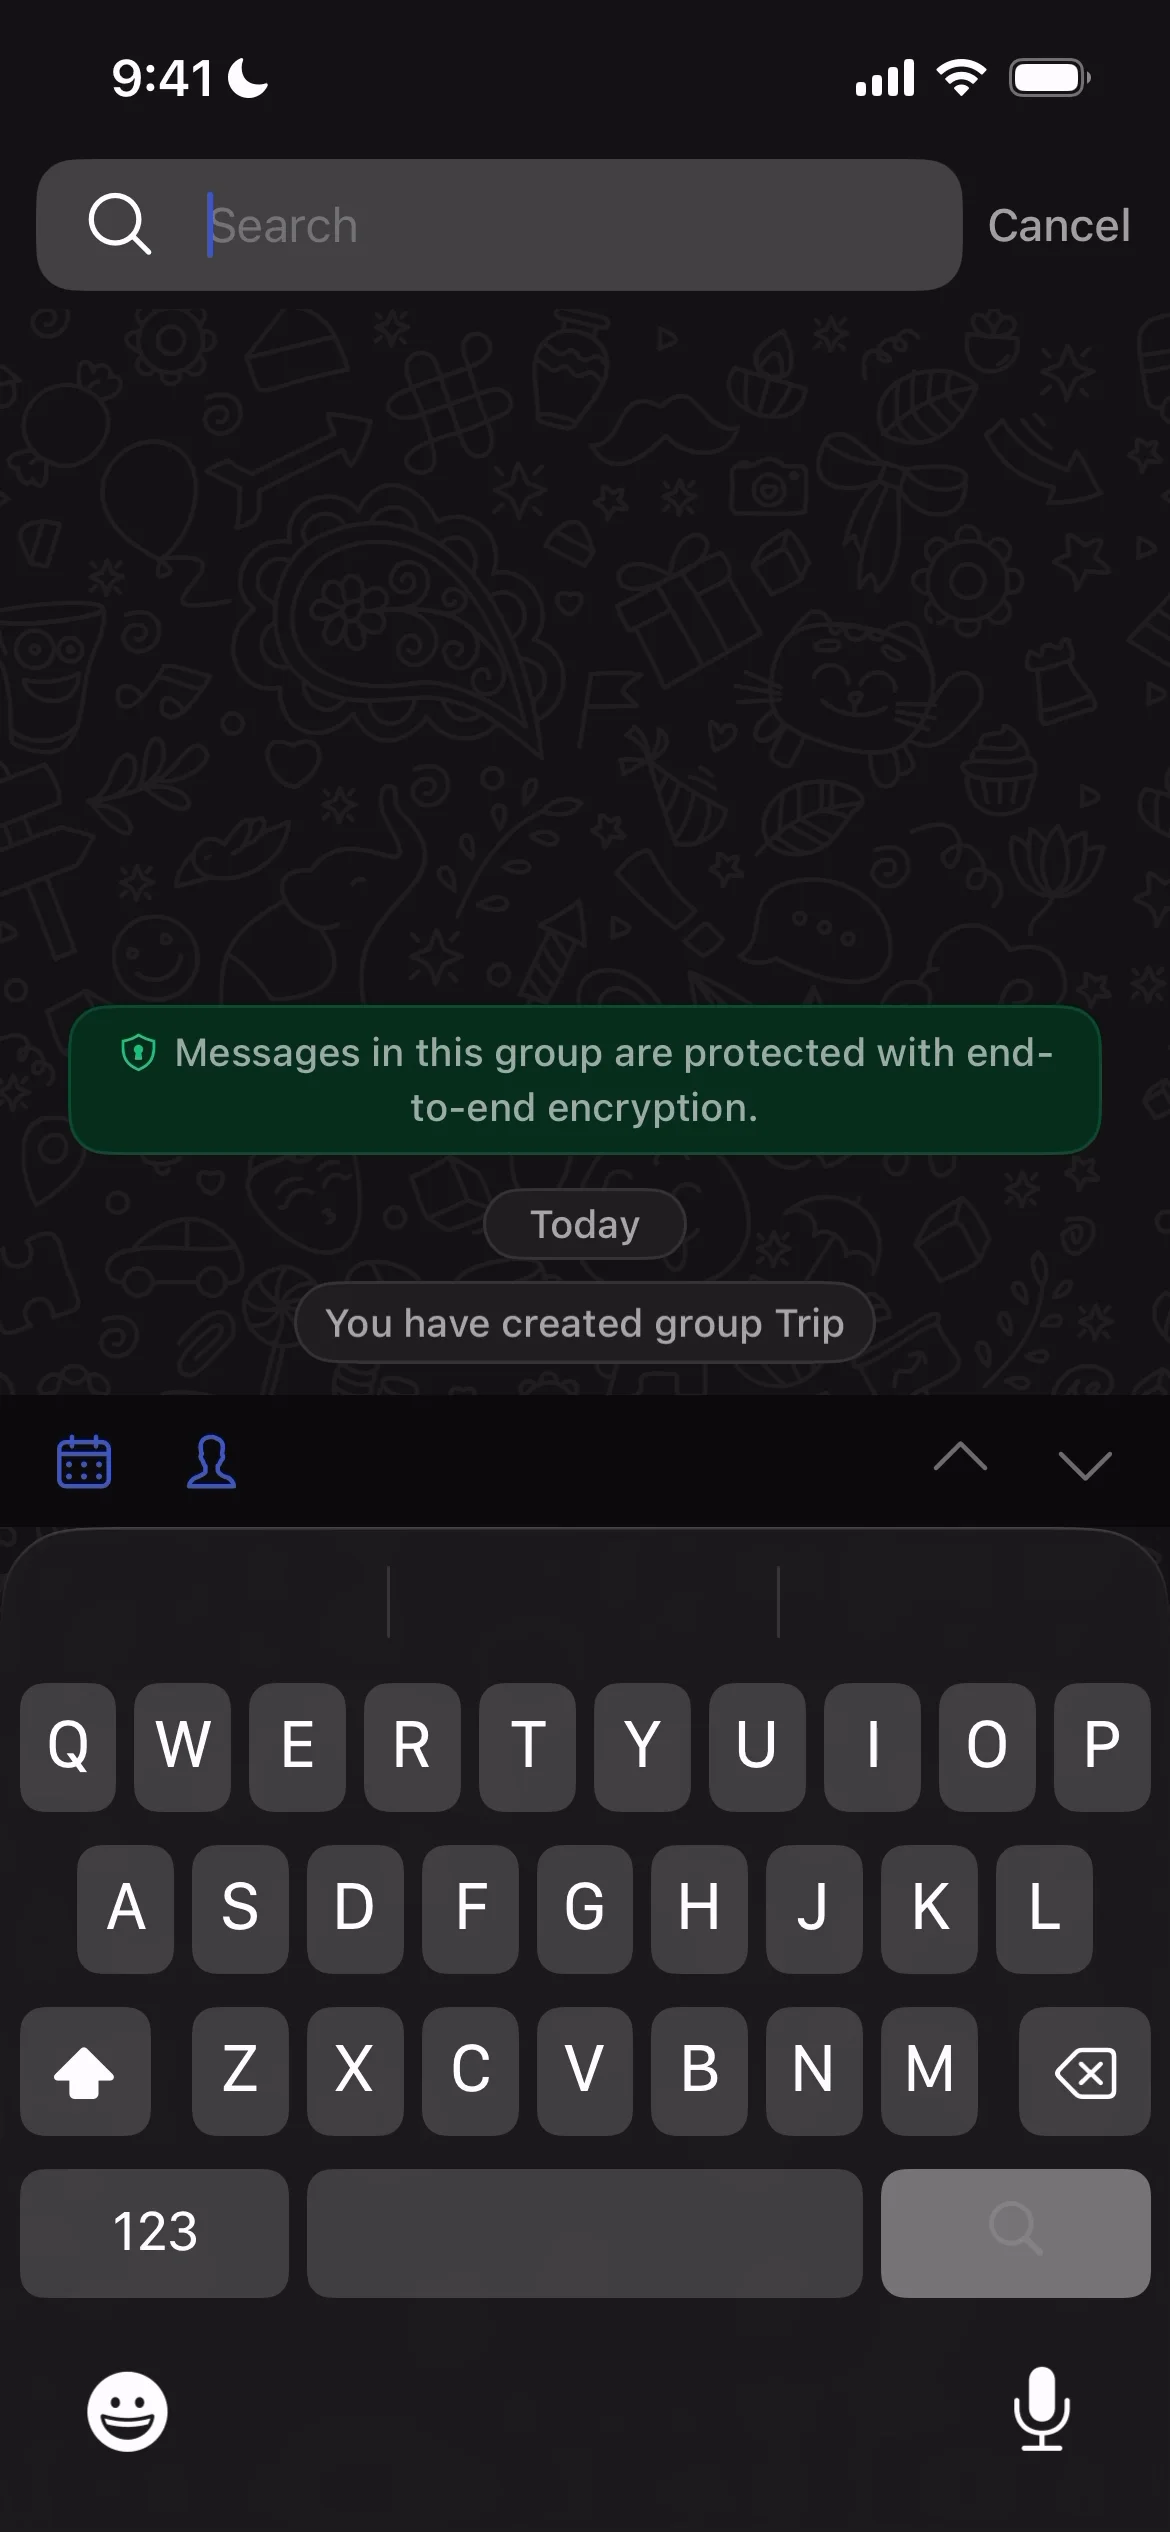 9:41
Search
Cancel
Messages in this group are protected with end-
to-end encryption.
Today
You have created group Trip
Q W E R T Y U I O P
A S D F G H J K L
Z X C V B N M
123